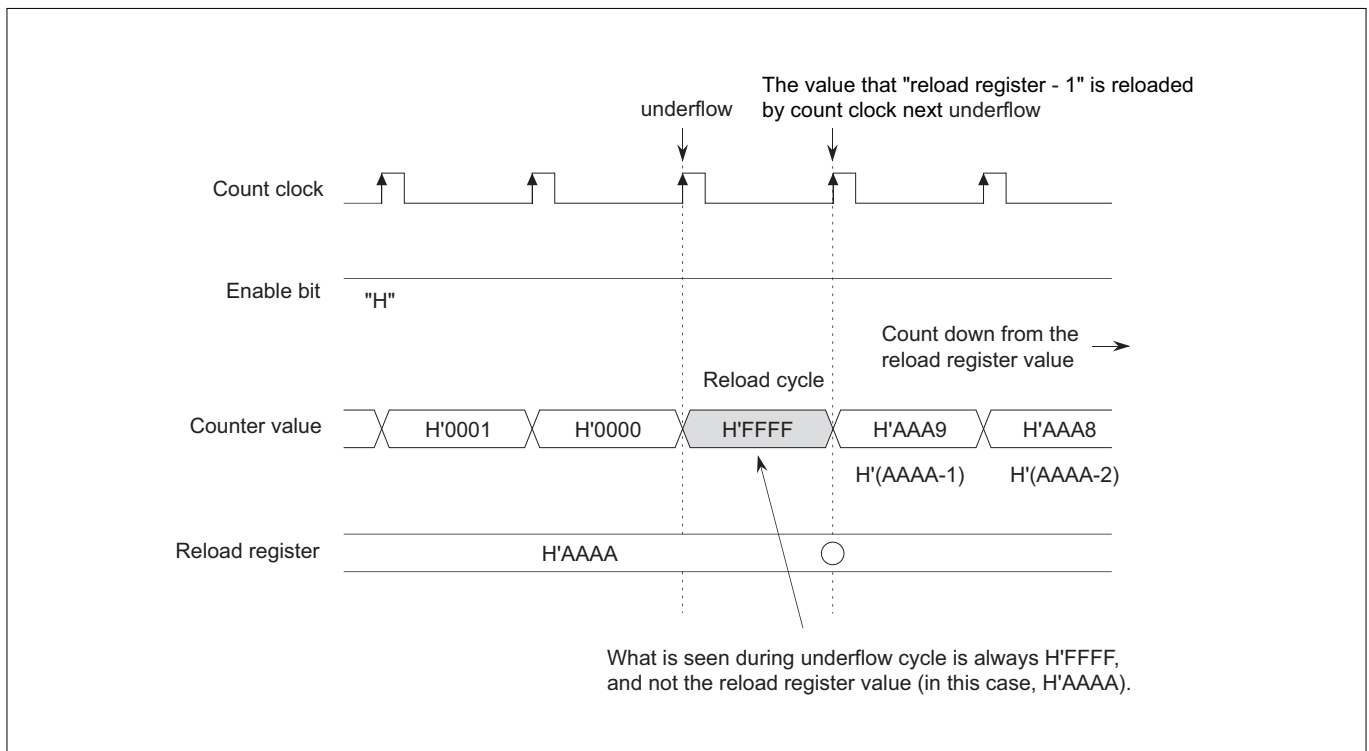 The value that "reload register - 1" is reloaded
underflow by count clock next underflow
Count clock
Enable bit
"H"
Count down from the
reload register value
Reload cycle
Counter value H'0001 H'0000 H'FFFF H'AAA9 H'AAA8
H'(AAAA-1) H'(AAAA-2)
Reload register H'AAAA
What is seen during underflow cycle is always H'FFFF,
and not the reload register value (in this case, H'AAAA).